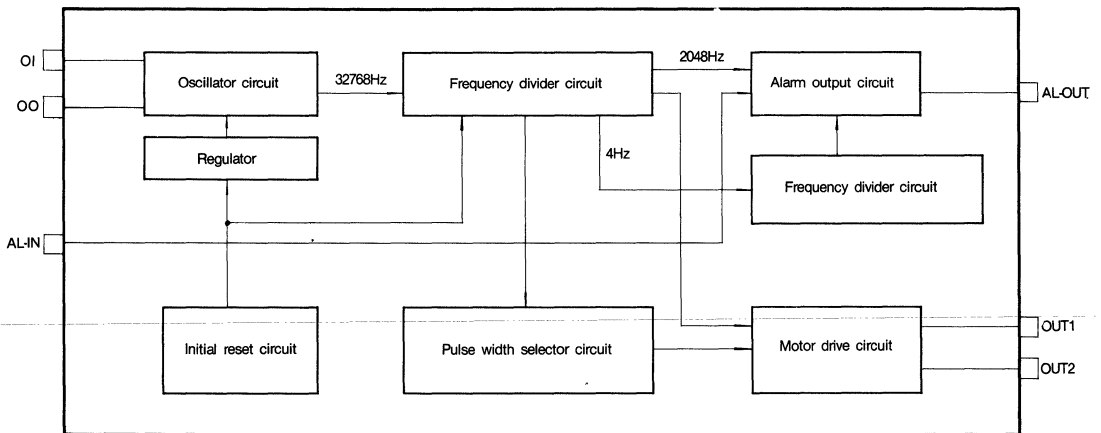 OI
OO
Oscillator circuit
32768Hz
Frequency divider circuit
2048Hz
Alarm output circuit
AL-OUT
Regulator
4Hz
Frequency divider circuit
AL-IN
Initial reset circuit
Pulse width selector circuit
Motor drive circuit
OUT1
OUT2